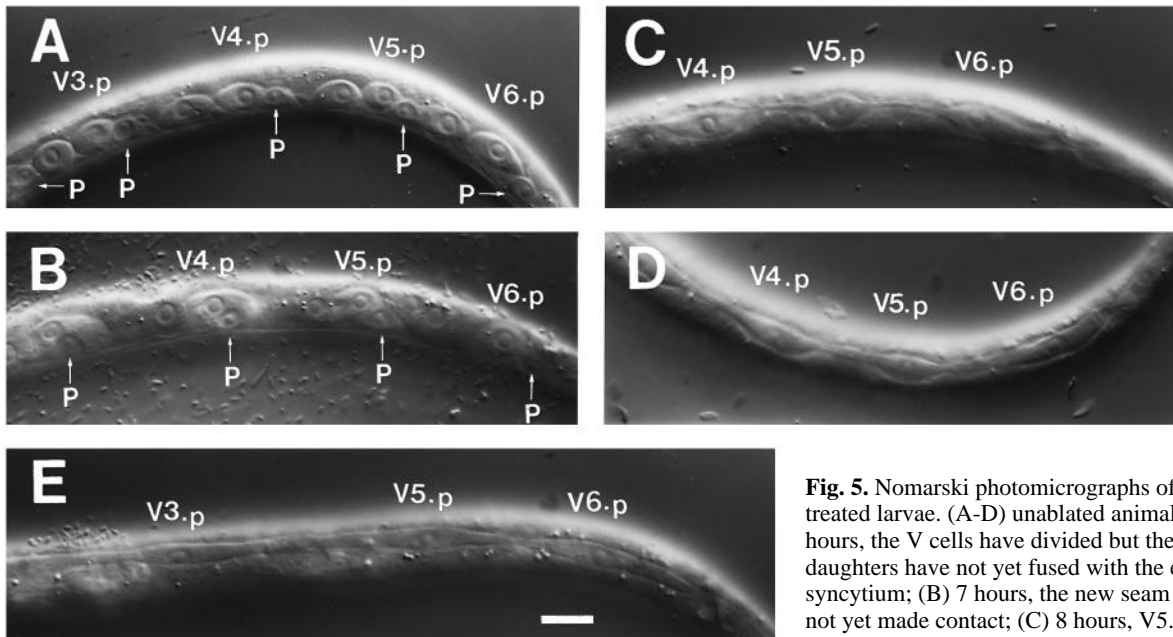 A
V3.p
V4.p
V5.p
V6.p
P
P
P
P
P
B
V4.p
V5.p
V6.p
P
P
P
P
C
V4.p
V5.p
V6.p
D
V4.p
V5.p
V6.p
E
V3.p
V5.p
V6.p
Fig. 5. Nomarski photomicrographs of
treated larvae. (A-D) unablated animal
hours, the V cells have divided but the
daughters have not yet fused with the
syncytium; (B) 7 hours, the new seam
not yet made contact; (C) 8 hours, V5.